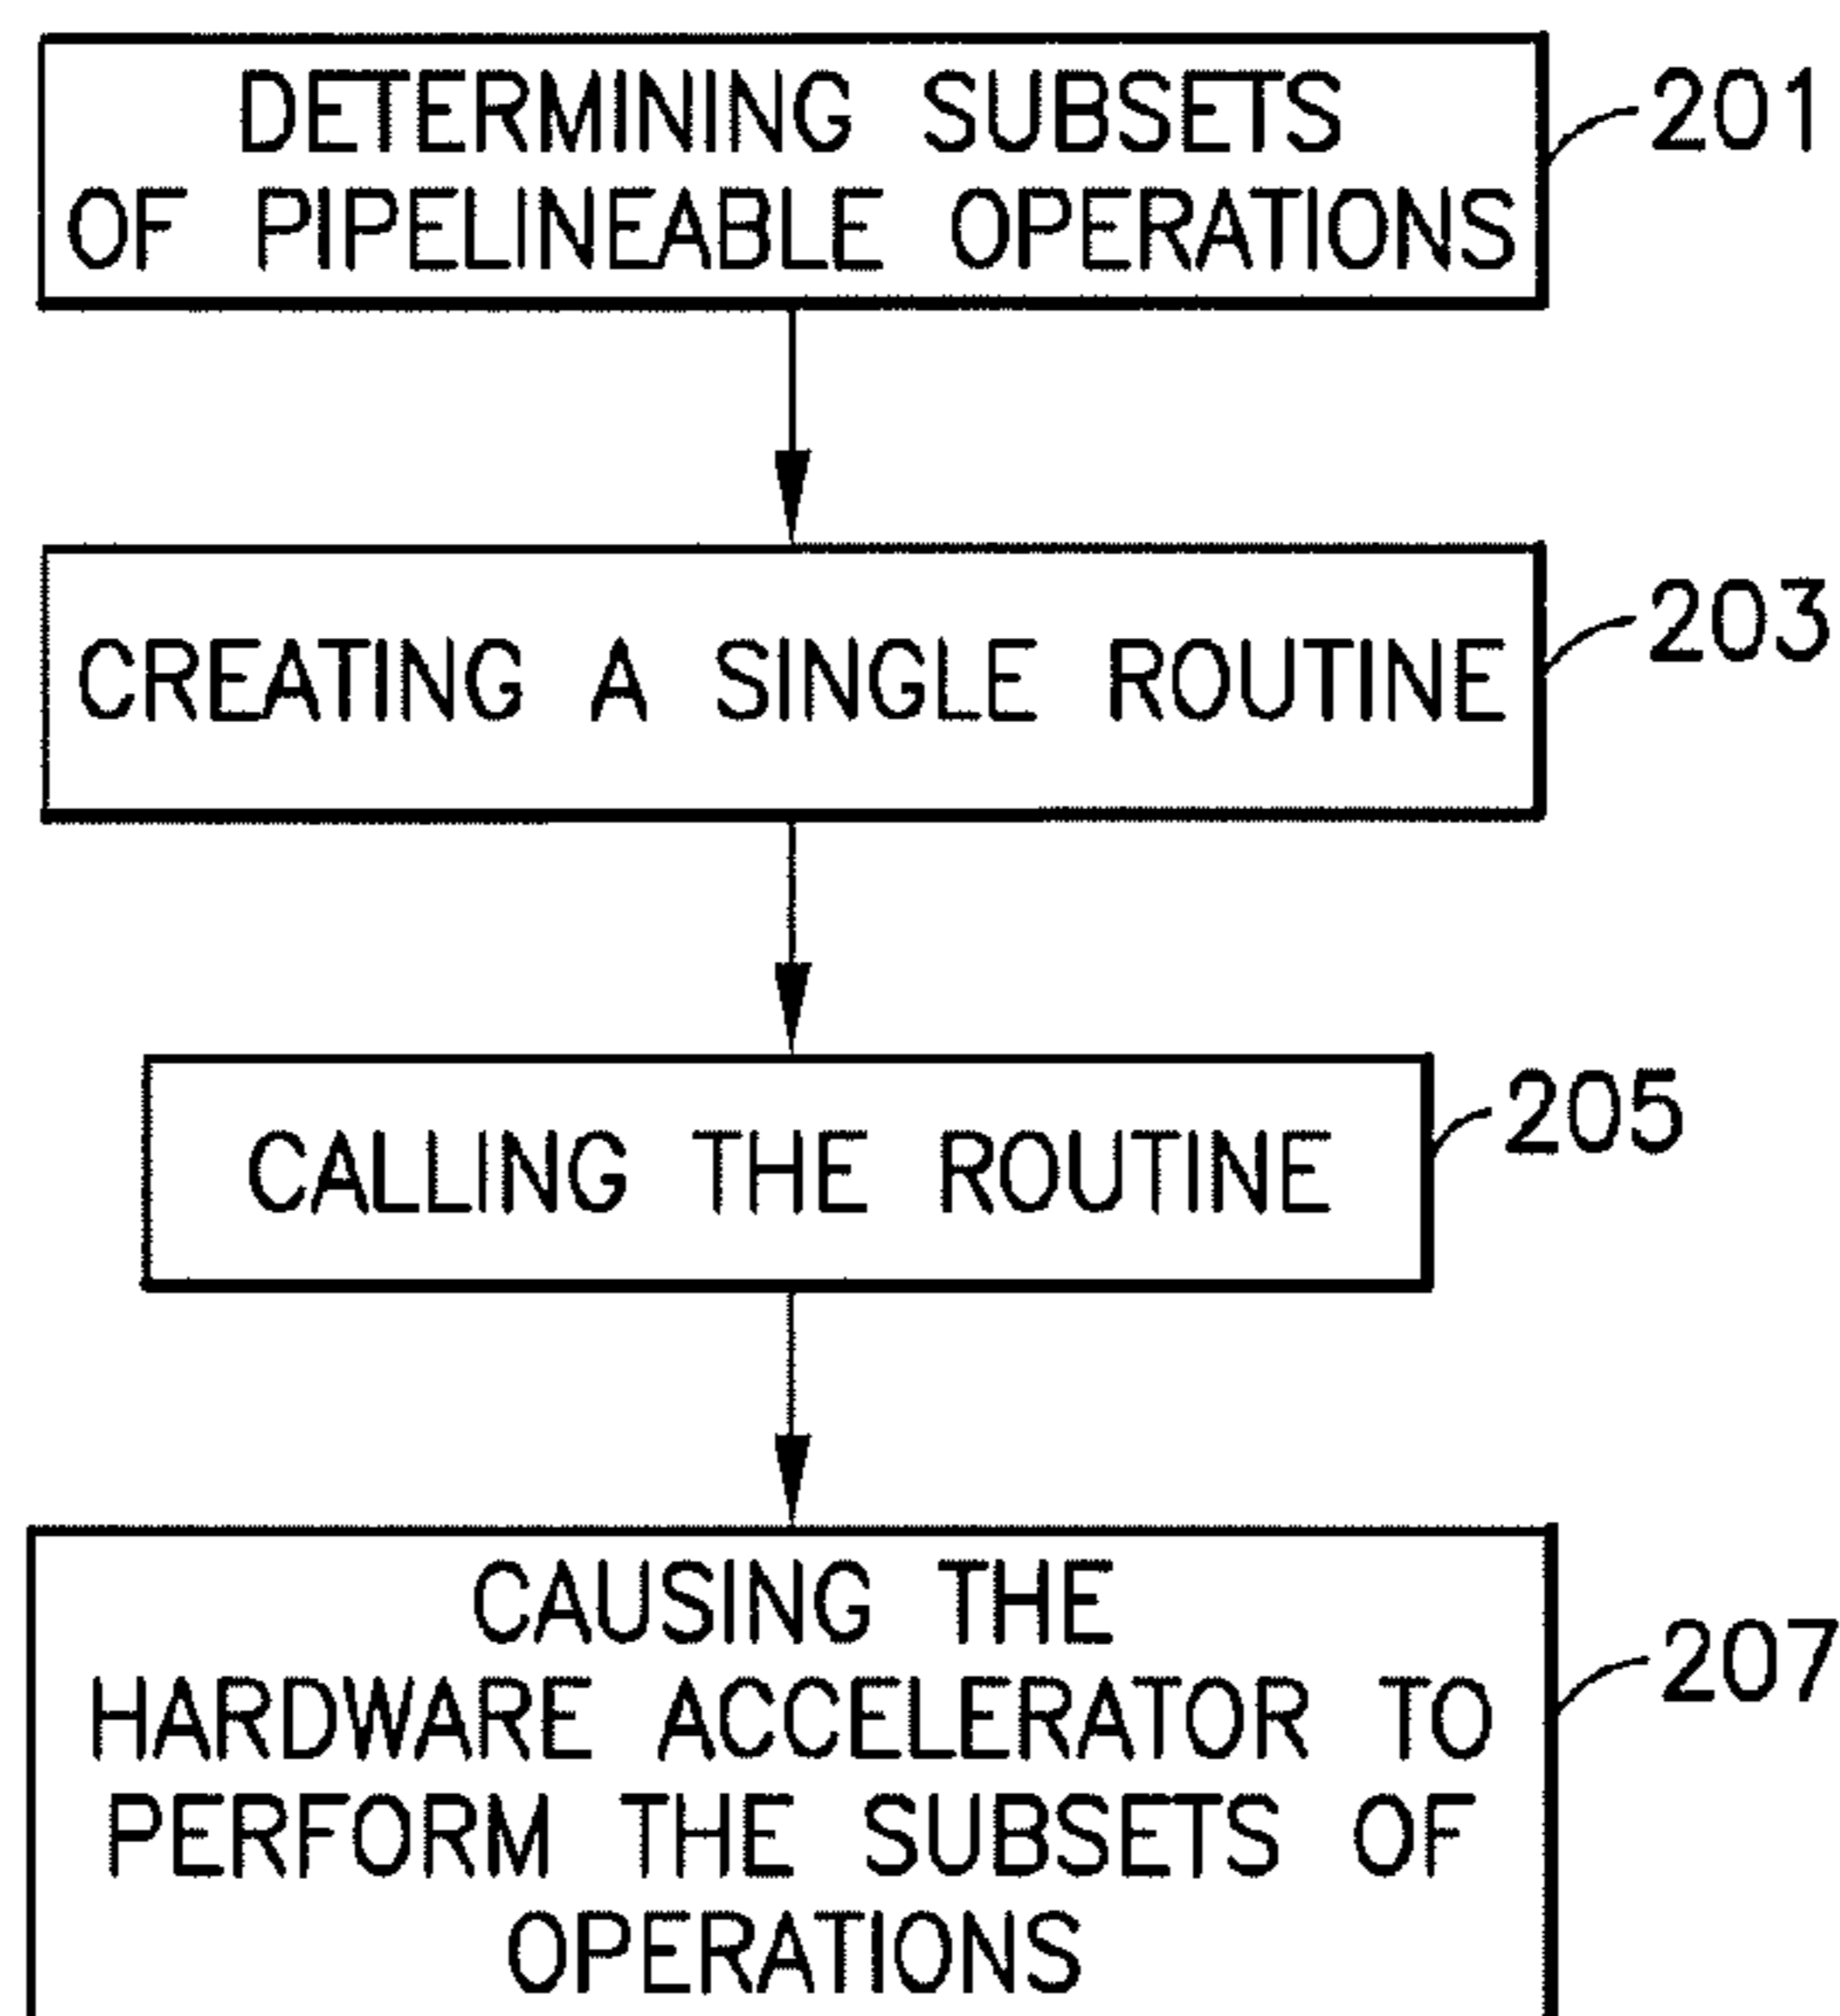 DETERMINING SUBSETS
OF PIPELINEABLE OPERATIONS
201
CREATING A SINGLE ROUTINE
203
CALLING THE ROUTINE
205
CAUSING THE
HARDWARE ACCELERATOR TO
PERFORM THE SUBSETS OF
OPERATIONS
207